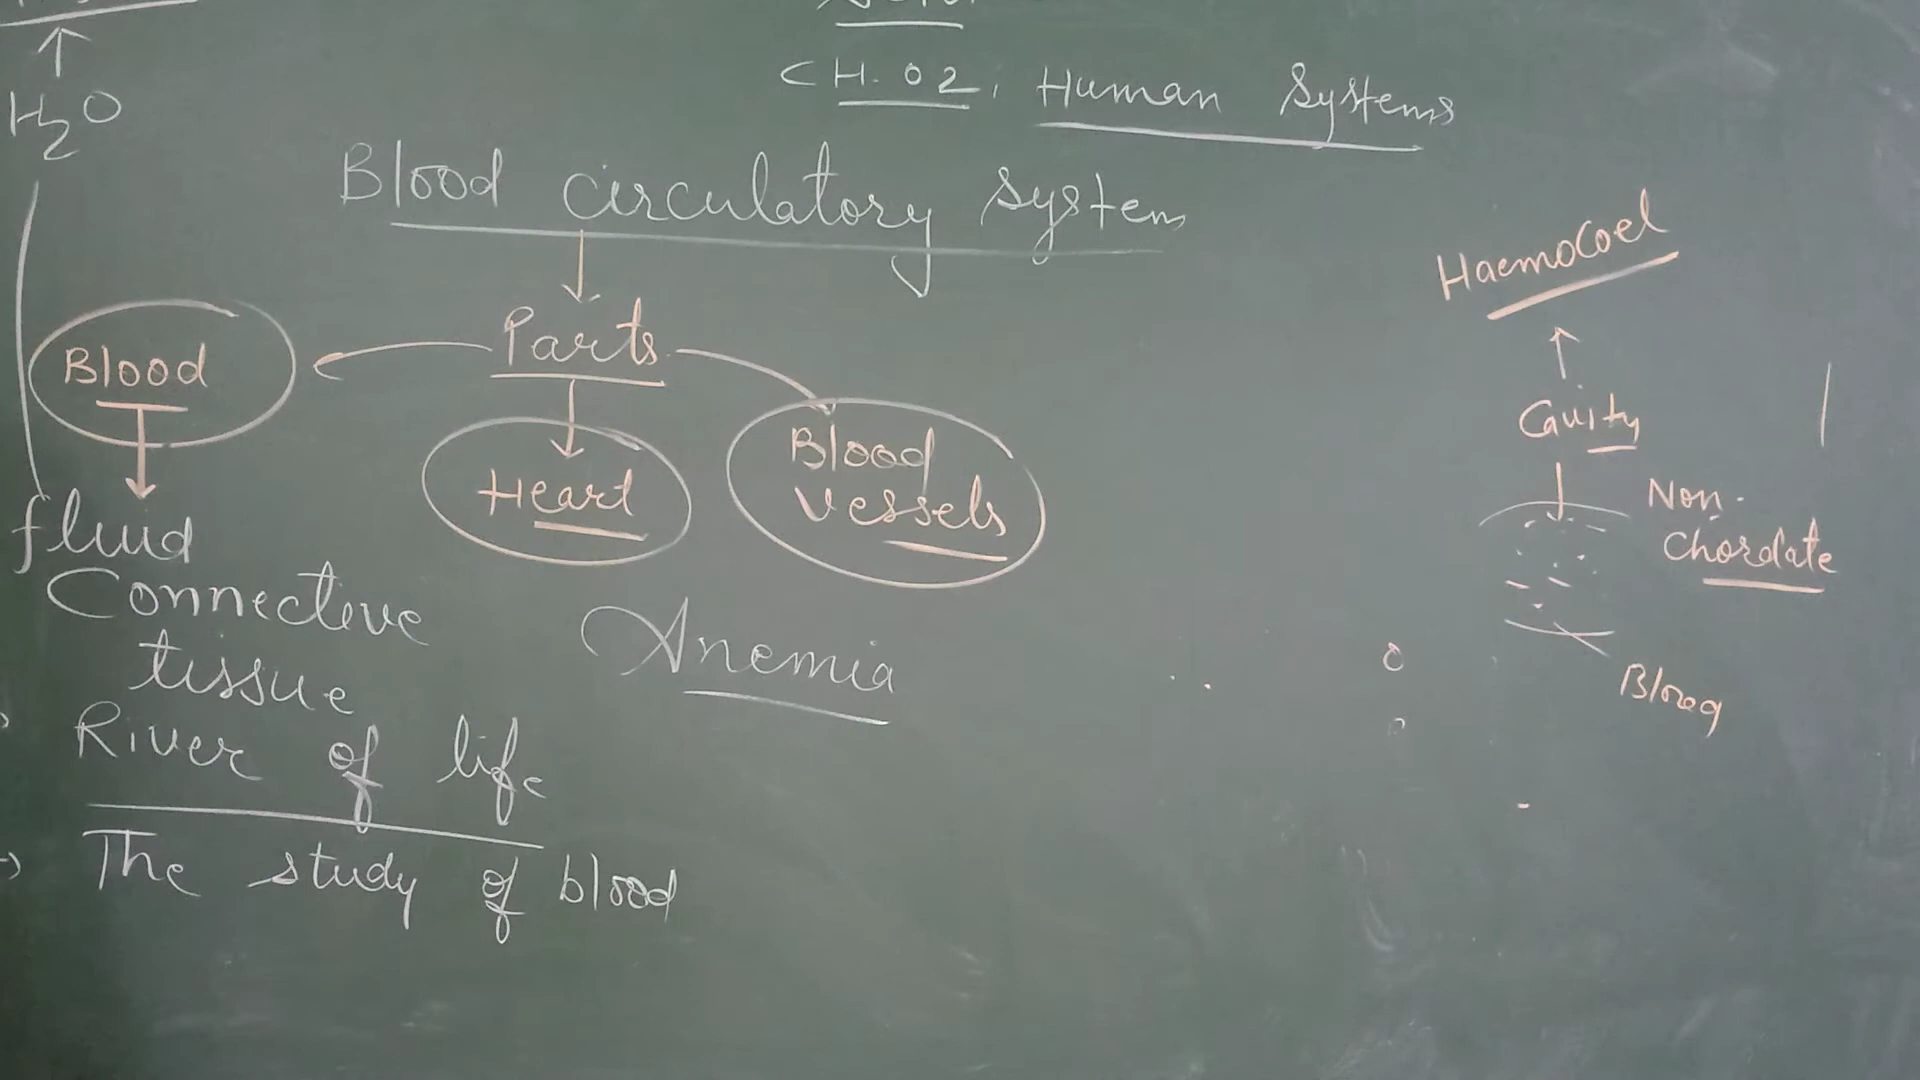 CH. 02, Human Systems
H2O
Blood circulatory system
Haemocoel
Parts
Blood
Cavity
Heart
Blood
vessels
Non-
Chordate
fluid
Connective
tissue
Anemia
River of life
The study of blood